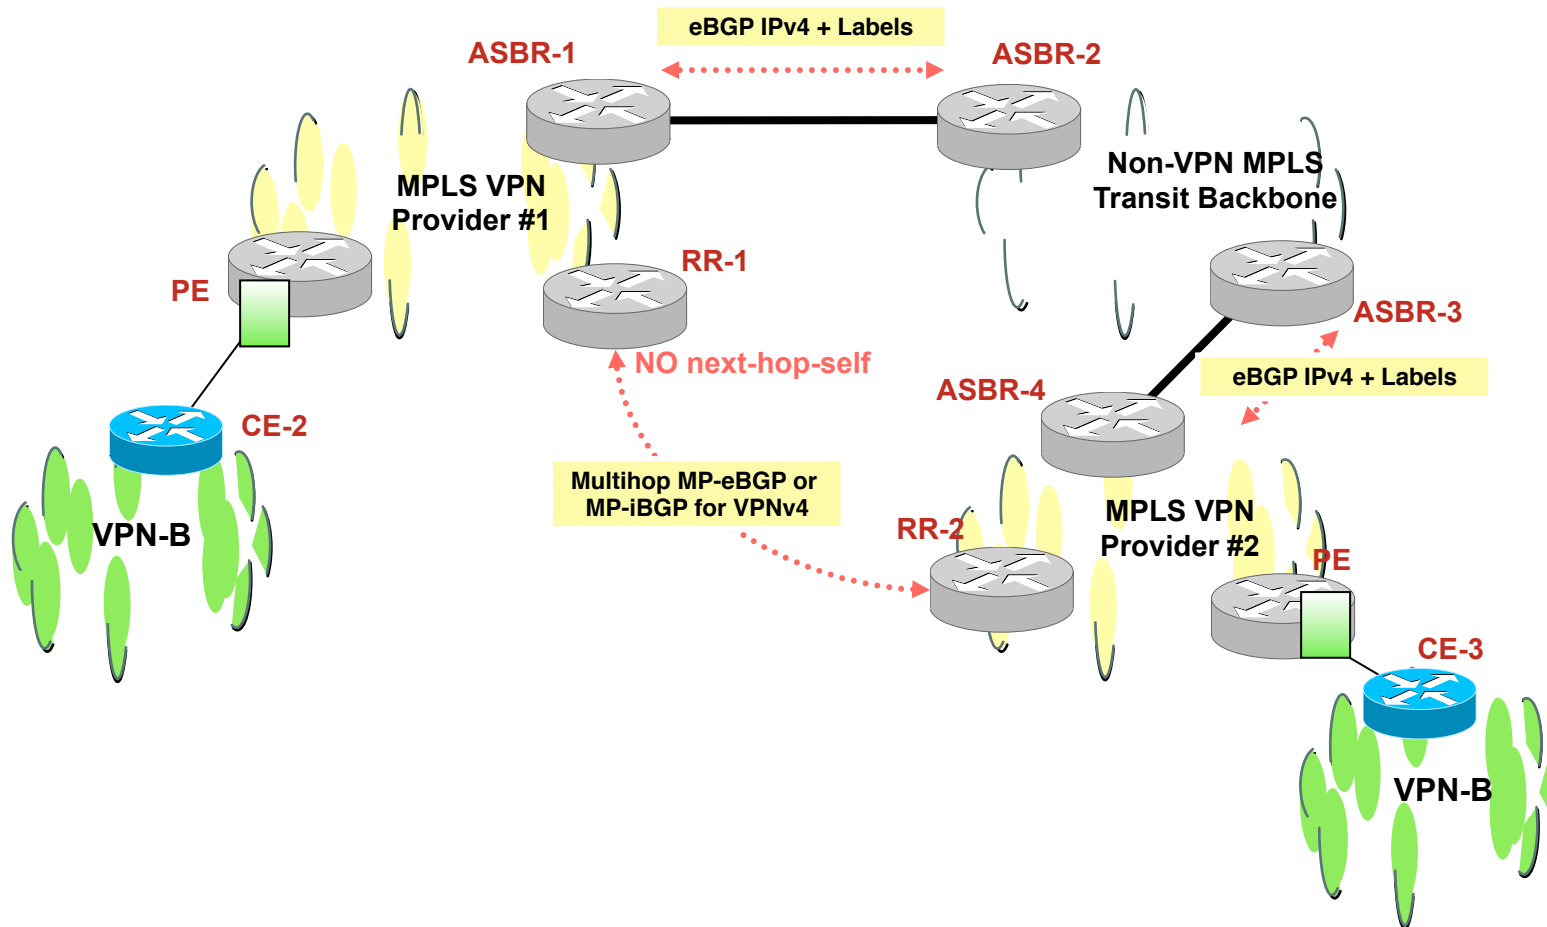 eBGP IPv4 + Labels
ASBR-1
ASBR-2
Non-VPN MPLS
Transit Backbone
MPLS VPN
Provider #1
RR-1
PE
ASBR-3
NO next-hop-self
eBGP IPv4 + Labels
ASBR-4
CE-2
Multihop MP-eBGP or
MP-iBGP for VPNv4
VPN-B
RR-2
MPLS VPN
Provider #2
PE
CE-3
VPN-B